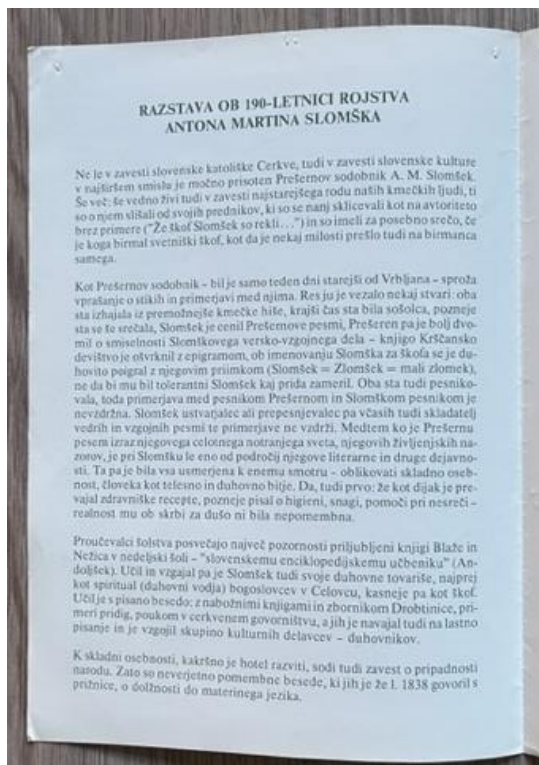 RAZSTAVA OB 190-LETNICI ROJSTVA
ANTONA MARTINA SLOMŠKA
Ne le v zavesti slovenske katoliške Cerkve, tudi v zavesti slovenske kulture
v najširšem smislu je močno prisoten Prešernov sodobnik A. M. Slomšek.
Še več: še vedno živi tudi v zavesti najstarejšega rodu naših kmečkih ljudi, ti
so o njem slišali od svojih prednikov, ki so se nanj sklicevali kot na avtoriteto
brez primere ("Že škof Slomšek so rekli...") in so imeli za posebno srečo, če
je koga birmal svetniški škof, kot da je nekaj milosti prešlo tudi na birmanca
samega.
Kot Prešernov sodobnik – bil je samo teden dni starejši od Vrbljana – sproža
vprašanje o stikih in primerjavi med njima. Res ju je vezalo nekaj stvari: oba
sta izhajala iz premožnejše kmečke hiše, krajši čas sta bila sošolca, pozneje
sta se še srečala, Slomšek je cenil Prešernove pesmi, Prešeren pa je bolj dvo-
mil o smiselnosti Slomškovega versko-vzgojnega dela – knjigo Krščansko
devištvo je ošvrknil z epigramom, ob imenovanju Slomška za škofa se je du-
hovito poigral z njegovim priimkom (Slomšek = Zlomšek = mali zlomek),
ne da bi mu bil tolerantni Slomšek kaj prida zameril. Oba sta tudi pesniko-
vala, toda primerjava med pesnikom Prešernom in Slomškom pesnikom je
nevzdržna. Slomšek ustvarjalec ali prepesnjevalec pa včasih tudi skladatelj
vedrih in vzgojnih pesmi te primerjave ne vzdrži. Medtem ko je Prešernu
pesem izraz njegovega celotnega notranjega sveta, njegovih življenjskih na-
zorov, je pri Slomšku le eno od področij njegove literarne in druge dejavno-
sti. Ta pa je bila vsa usmerjena k enemu smotru – oblikovati skladno oseb-
nost, človeka kot telesno in duhovno bitje. Da, tudi prvo: že kot dijak je pre-
vajal zdravniške recepte, pozneje pisal o higieni, snagi, pomoči pri nesreči –
realnost mu ob skrbi za dušo ni bila nepomembna.
Proučevalci šolstva posvečajo največ pozornosti priljubljeni knjigi Blaže in
Nežica v nedeljski šoli – "slovenskemu enciklopedijskemu učbeniku" (An-
doljšek). Učil in vzgajal pa je Slomšek tudi svoje duhovne tovariše, najprej
kot spiritual (duhovni vodja) bogoslovcev v Celovcu, kasneje pa kot škof.
Učil je s pisano besedo: z nabožnimi knjigami in zbornikom Drobtinice, pri-
meri pridig, poukom v cerkvenem govorništvu, a jih je navajal tudi na lastno
pisanje in je vzgojil skupino kulturnih delavcev – duhovnikov.
K skladni osebnosti, kakršno je hotel razviti, sodi tudi zavest o pripadnosti
narodu. Zato so neverjetno pomembne besede, ki jih je že l. 1838 govoril s
prižnice, o dolžnosti do materinega jezika.